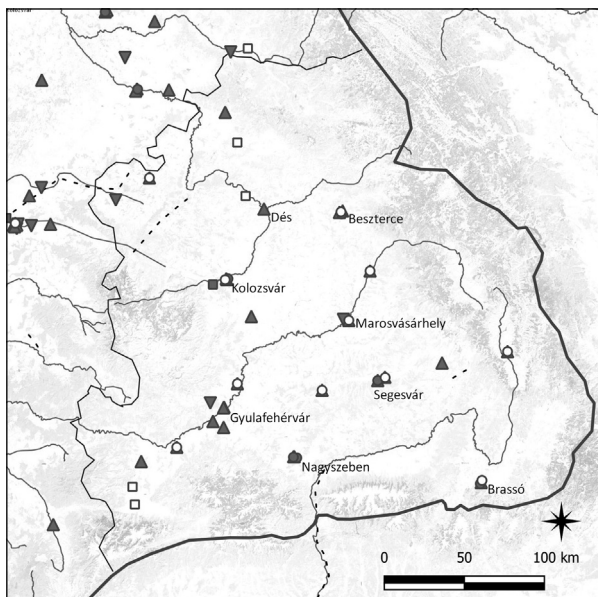 Dés
Beszterce
Kolozsvár
Marosvásárhely
Segesvár
Gyulafehérvár
Nagyszeben
Brassó
0 50 100 km